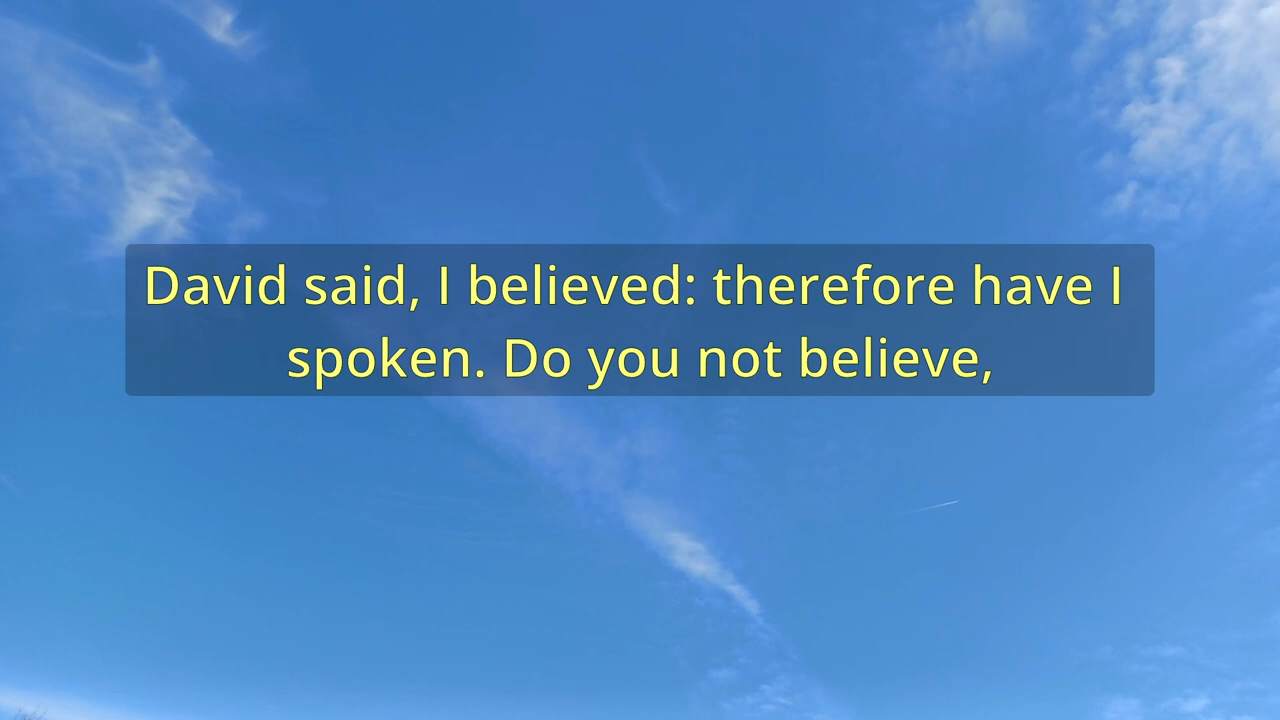 David said, I believed: therefore have I
spoken. Do you not believe,